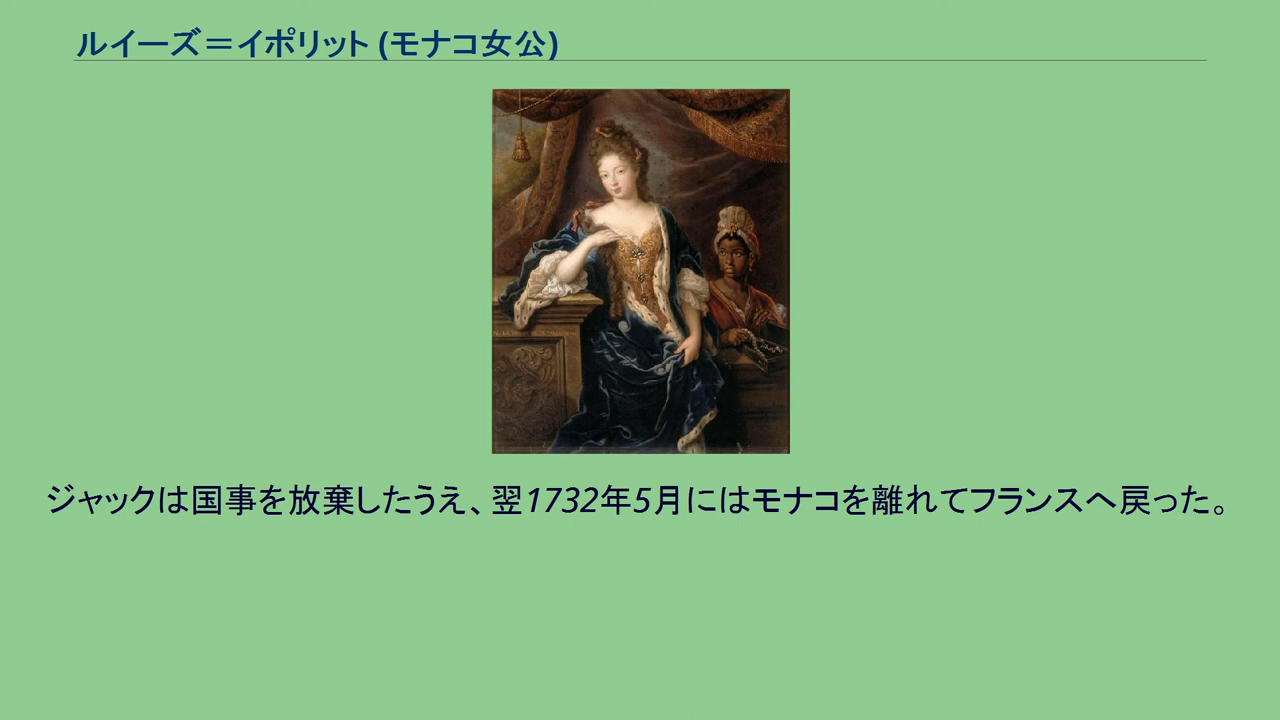 ルイーズ＝イポリット (モナコ女公)
ジャックは国事を放棄したうえ、翌1732年5月にはモナコを離れてフランスへ戻った。